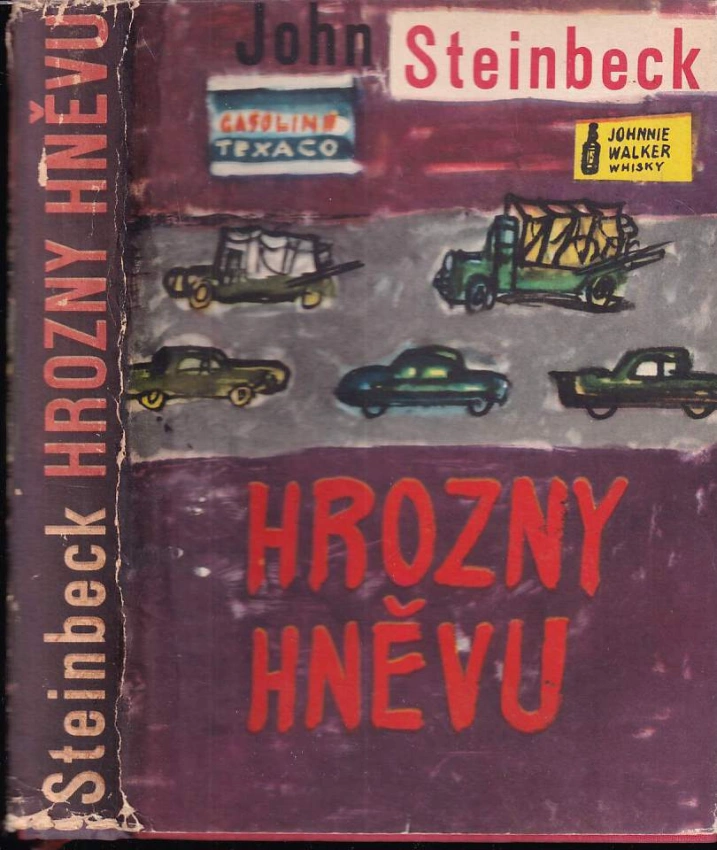 Steinbeck HROZNY HNĚVU
John Steinbeck
GASOLINE
TEXACO
JOHNNIE
WALKER
WHISKY
HROZNY
HNĚVU